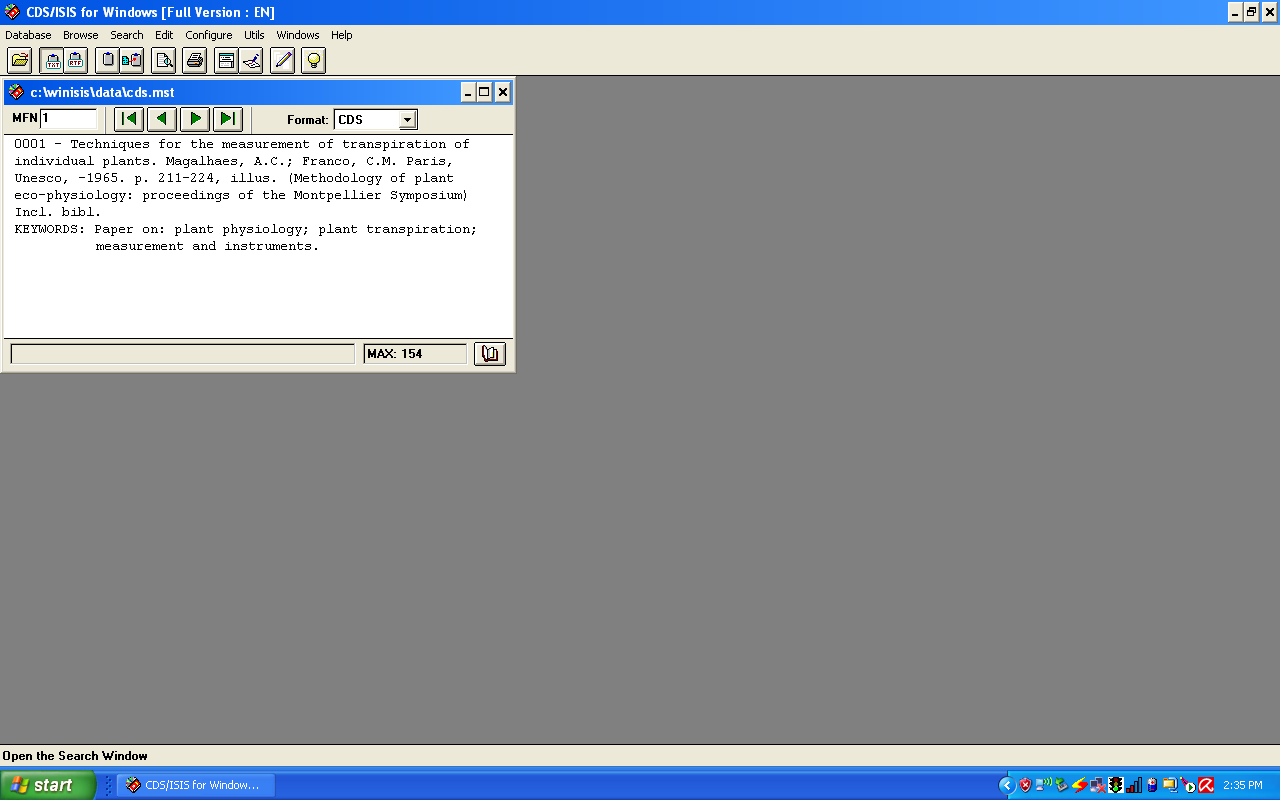 CDS/ISIS for Windows [Full Version : EN]
Database Browse Search Edit Configure Utils Windows Help
TXT RTF
c:\winisis\data\cds.mst
MFN 1 Format: CDS
0001 - Techniques for the measurement of transpiration of
individual plants. Magalhaes, A.C.; Franco, C.M. Paris,
Unesco, -1965. p. 211-224, illus. (Methodology of plant
eco-physiology: proceedings of the Montpellier Symposium)
Incl. bibl.
KEYWORDS: Paper on: plant physiology; plant transpiration;
measurement and instruments.
MAX: 154
Open the Search Window
start CDS/ISIS for Window... 2:35 PM